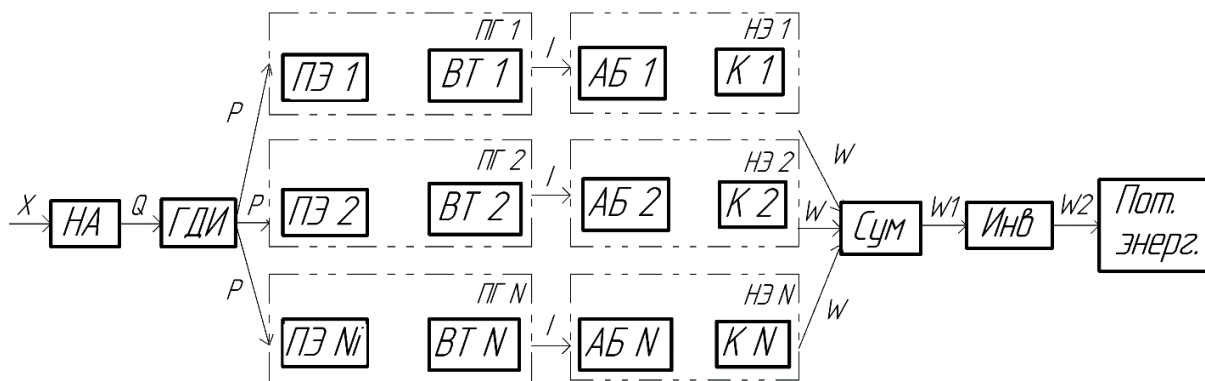 ПГ 1
I
НЭ 1
ПЭ 1
ВТ 1
АБ 1
К 1
P
W
ПГ 2
I
НЭ 2
X
НА
Q
ГДИ
P
ПЭ 2
ВТ 2
АБ 2
К 2
W
Сум
W1
Инв
W2
Пот.
энерг.
P
ПГ N
I
НЭ N
W
ПЭ Ni
ВТ N
АБ N
К N